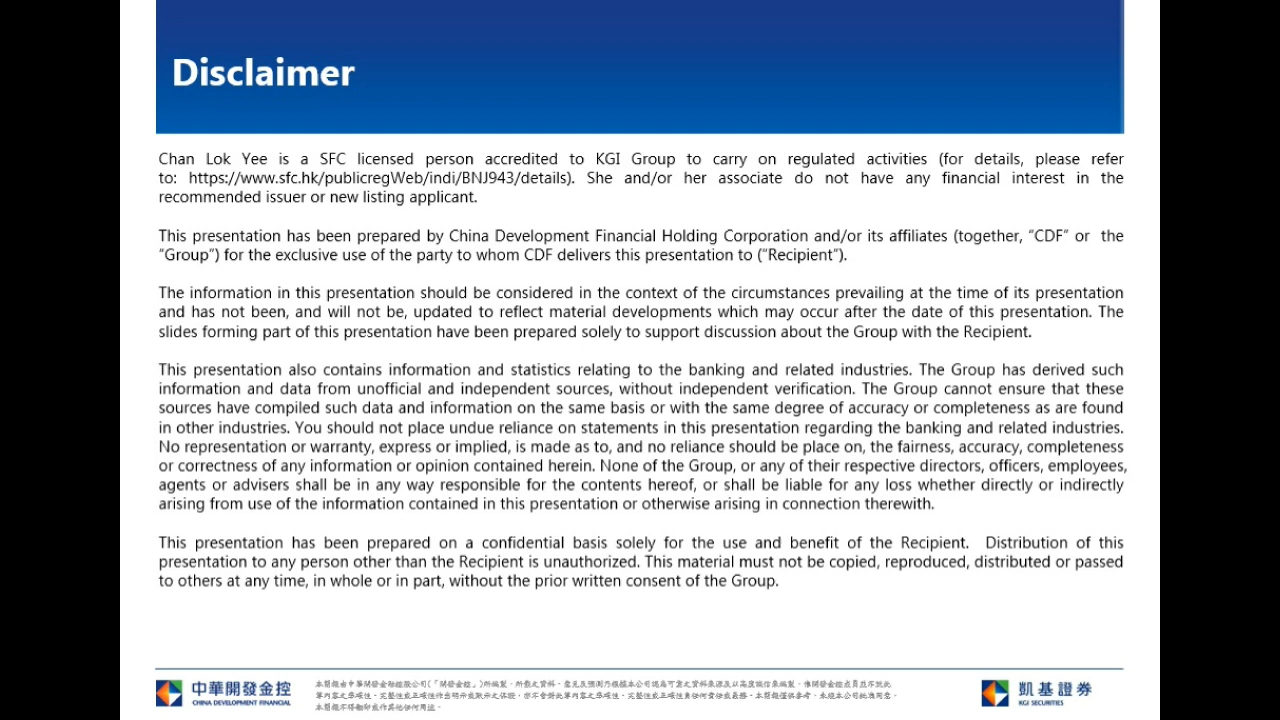 Disclaimer
Chan Lok Yee is a SFC licensed person accredited to KGI Group to carry on regulated activities (for details, please refer
to: https://www.sfc.hk/publicregWeb/indi/BNJ943/details). She and/or her associate do not have any financial interest in the
recommended issuer or new listing applicant.
This presentation has been prepared by China Development Financial Holding Corporation and/or its affiliates (together, “CDF” or the
“Group”) for the exclusive use of the party to whom CDF delivers this presentation to (“Recipient”).
The information in this presentation should be considered in the context of the circumstances prevailing at the time of its presentation
and has not been, and will not be, updated to reflect material developments which may occur after the date of this presentation. The
slides forming part of this presentation have been prepared solely to support discussion about the Group with the Recipient.
This presentation also contains information and statistics relating to the banking and related industries. The Group has derived such
information and data from unofficial and independent sources, without independent verification. The Group cannot ensure that these
sources have compiled such data and information on the same basis or with the same degree of accuracy or completeness as are found
in other industries. You should not place undue reliance on statements in this presentation regarding the banking and related industries.
No representation or warranty, express or implied, is made as to, and no reliance should be place on, the fairness, accuracy, completeness
or correctness of any information or opinion contained herein. None of the Group, or any of their respective directors, officers, employees,
agents or advisers shall be in any way responsible for the contents hereof, or shall be liable for any loss whether directly or indirectly
arising from use of the information contained in this presentation or otherwise arising in connection therewith.
This presentation has been prepared on a confidential basis solely for the use and benefit of the Recipient. Distribution of this
presentation to any person other than the Recipient is unauthorized. This material must not be copied, reproduced, distributed or passed
to others at any time, in whole or in part, without the prior written consent of the Group.
中華開發金控
CHINA DEVELOPMENT FINANCIAL
凱基證券
KGI SECURITIES